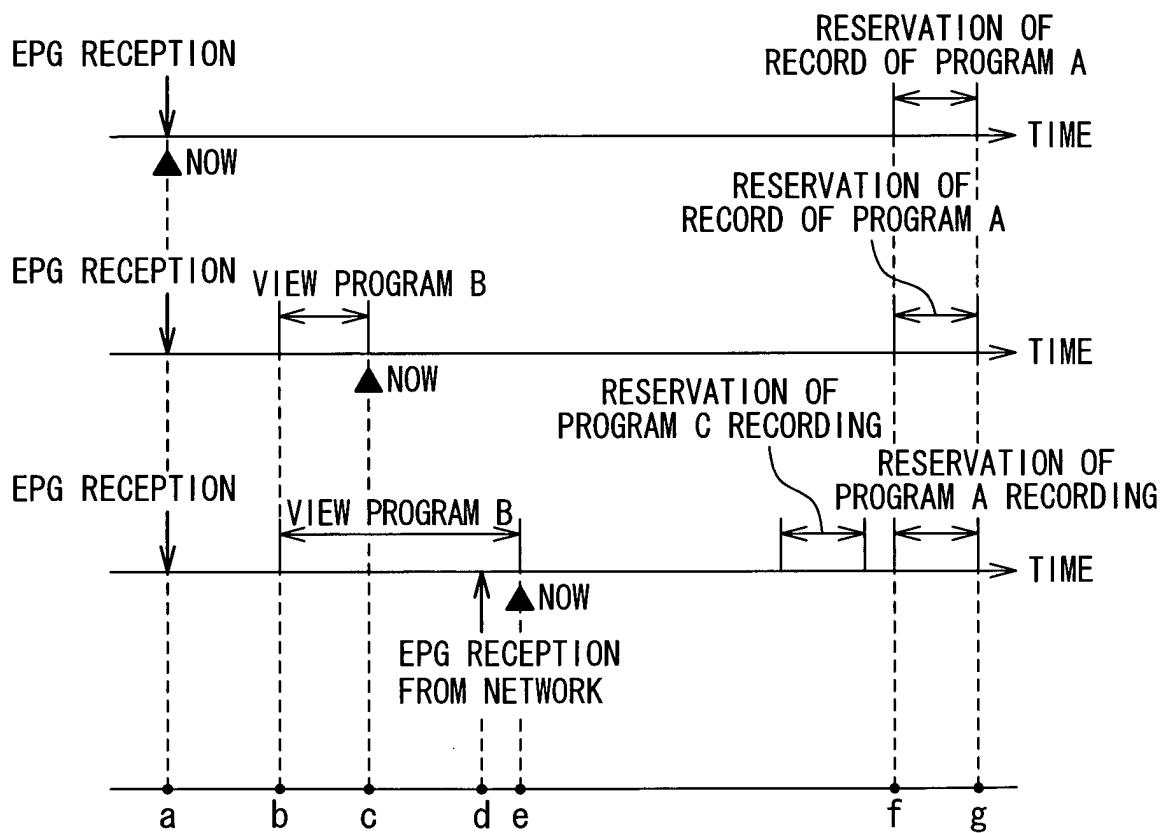 RESERVATION OF
RECORD OF PROGRAM A
EPG RECEPTION
TIME
NOW
RESERVATION OF
RECORD OF PROGRAM A
EPG RECEPTION
VIEW PROGRAM B
TIME
NOW
RESERVATION OF
PROGRAM C RECORDING
RESERVATION OF
PROGRAM A RECORDING
EPG RECEPTION
VIEW PROGRAM B
TIME
NOW
EPG RECEPTION
FROM NETWORK
a b c d e f g